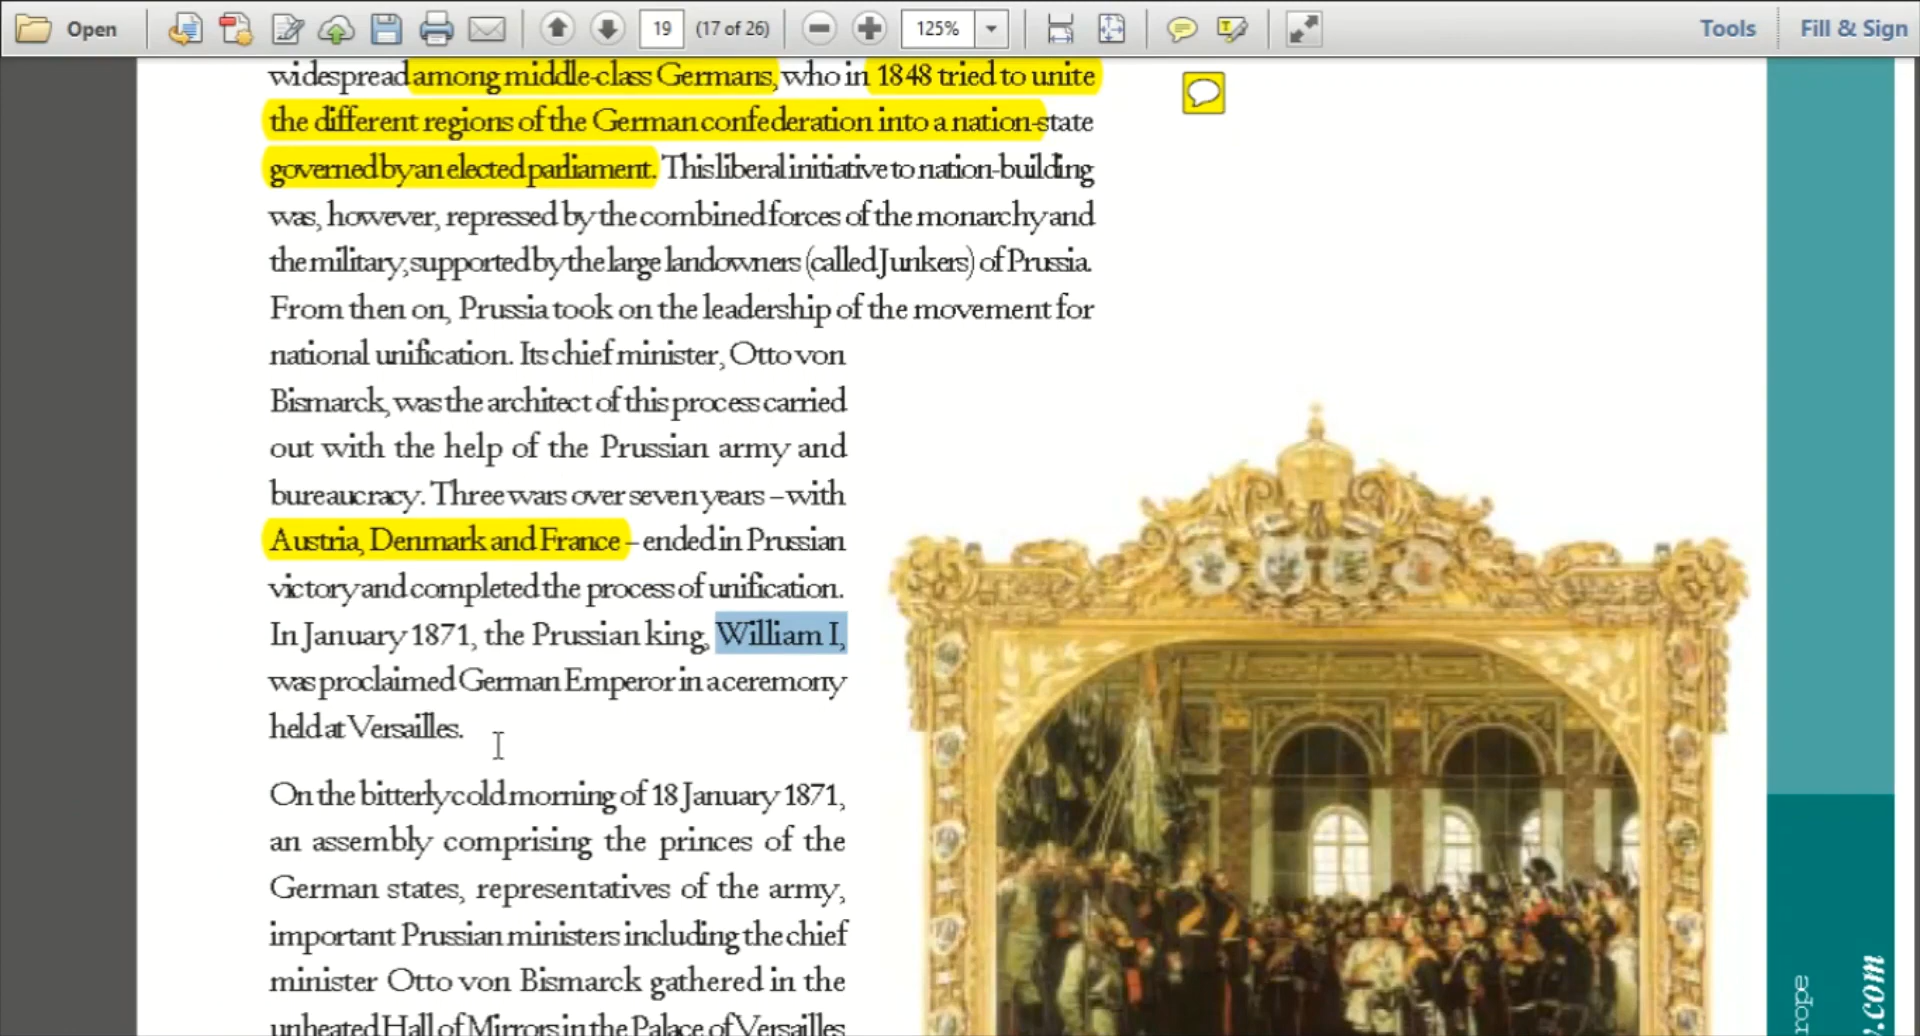 Open 19 (17 of 26) 125% Tools Fill & Sign
widespread among middle-class Germans, who in 1848 tried to unite
the different regions of the German confederation into a nation-state
governed by an elected parliament. This liberal initiative to nation-building
was, however, repressed by the combined forces of the monarchy and
the military, supported by the large landowners (called Junkers) of Prussia.
From then on, Prussia took on the leadership of the movement for
national unification. Its chief minister, Otto von
Bismarck, was the architect of this process carried
out with the help of the Prussian army and
bureaucracy. Three wars over seven years – with
Austria, Denmark and France – ended in Prussian
victory and completed the process of unification.
In January 1871, the Prussian king, William I,
was proclaimed German Emperor in a ceremony
held at Versailles.
On the bitterly cold morning of 18 January 1871,
an assembly comprising the princes of the
German states, representatives of the army,
important Prussian ministers including the chief
minister Otto von Bismarck gathered in the
unheated Hall of Mirrors in the Palace of Versailles